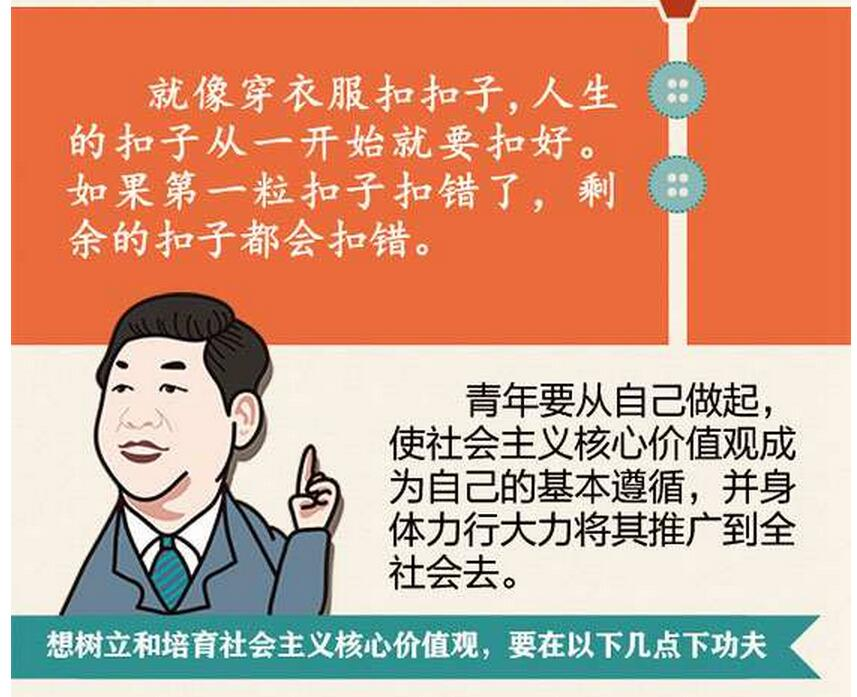 就像穿衣服扣扣子,人生
的扣子从一开始就要扣好。
如果第一粒扣子扣错了，剩
余的扣子都会扣错。
青年要从自己做起，
使社会主义核心价值观成
为自己的基本遵循，并身
体力行大力将其推广到全
社会去。
想树立和培育社会主义核心价值观，要在以下几点下功夫